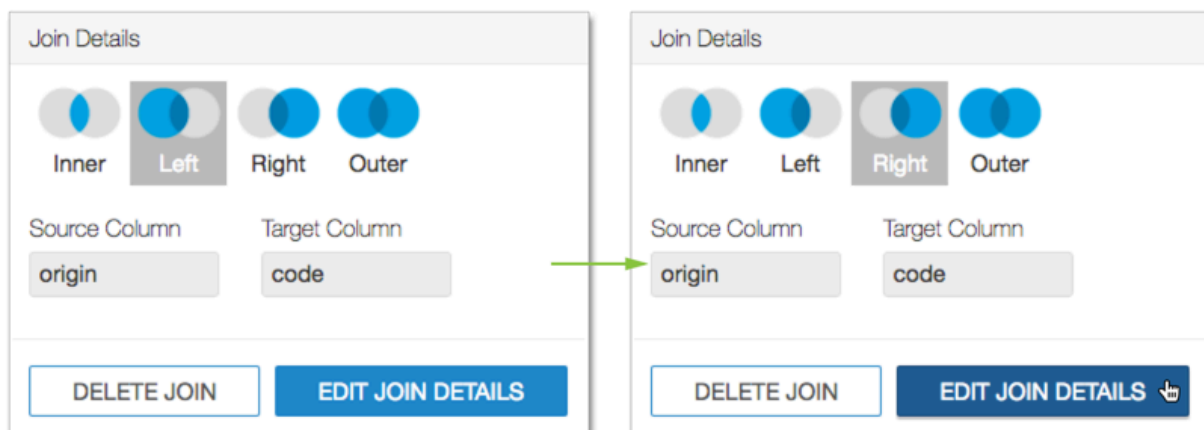 Join Details
Inner Left Right Outer
Source Column Target Column
origin code
DELETE JOIN EDIT JOIN DETAILS
Join Details
Inner Left Right Outer
Source Column Target Column
origin code
DELETE JOIN EDIT JOIN DETAILS